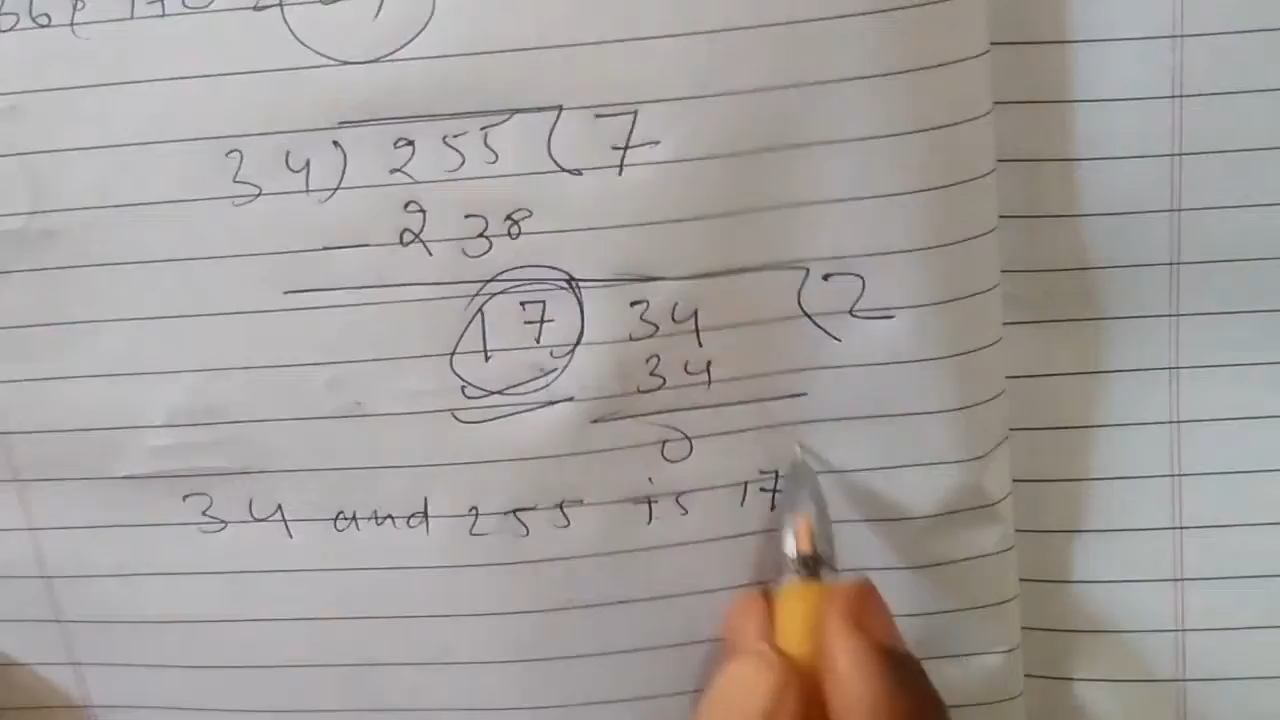 34) 255 (7
- 238
17 34 (2
34
0
34 and 255 is 17